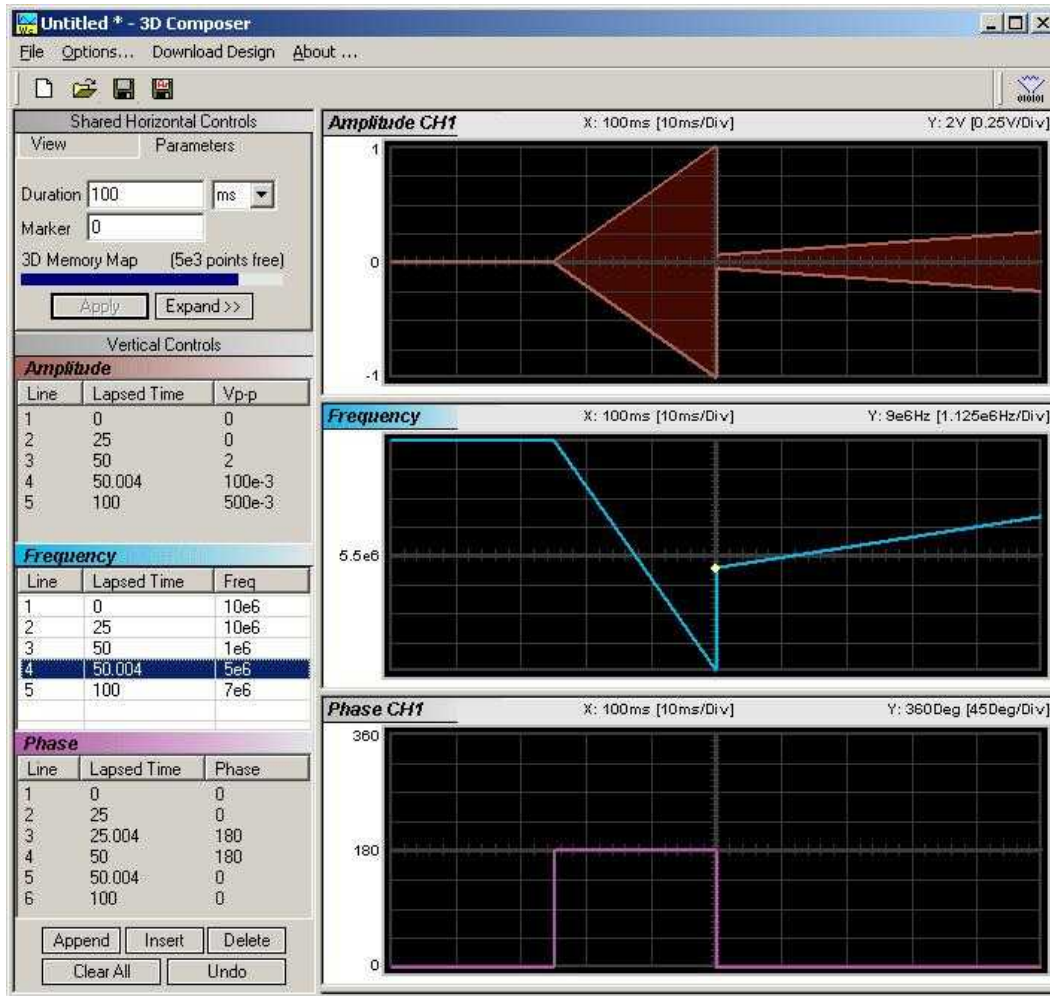 Untitled * - 3D Composer
File Options... Download Design About ...
010101
Shared Horizontal Controls
View Parameters
Duration 100 ms
Marker 0
3D Memory Map (5e3 points free)
Apply Expand >>
Vertical Controls
Amplitude
Line Lapsed Time Vp-p
1 0 0
2 25 0
3 50 2
4 50.004 100e-3
5 100 500e-3
Frequency
Line Lapsed Time Freq
1 0 10e6
2 25 10e6
3 50 1e6
4 50.004 5e6
5 100 7e6
Phase
Line Lapsed Time Phase
1 0 0
2 25 0
3 25.004 180
4 50 180
5 50.004 0
6 100 0
Append Insert Delete
Clear All Undo
Amplitude CH1 X: 100ms [10ms/Div] Y: 2V [0.25V/Div]
1
0
-1
Frequency X: 100ms [10ms/Div] Y: 9e6Hz [1.125e6Hz/Div]
5.5e6
Phase CH1 X: 100ms [10ms/Div] Y: 360Deg [45Deg/Div]
360
180
0